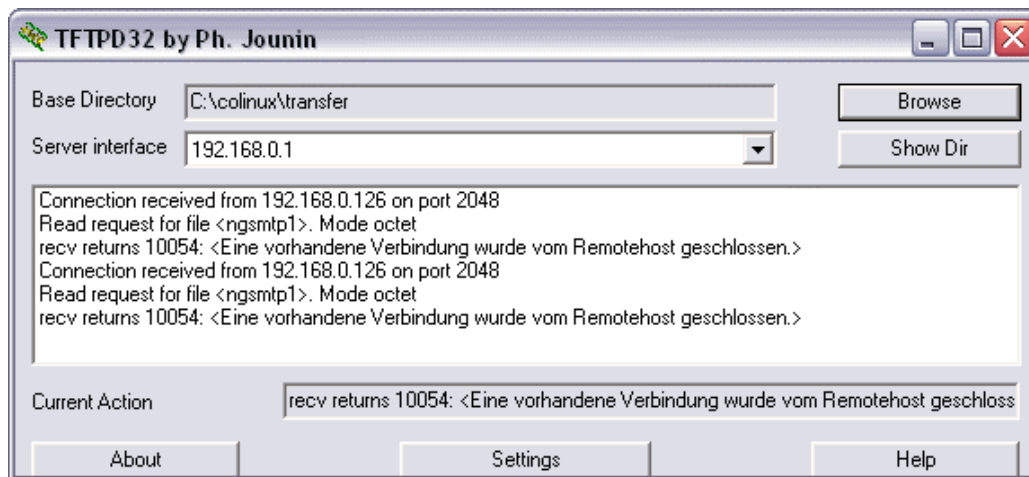 TFTPD32 by Ph. Jounin
Base Directory C:\colinux\transfer Browse
Server interface 192.168.0.1 Show Dir
Connection received from 192.168.0.126 on port 2048
Read request for file <ngsmtp1>. Mode octet
recv returns 10054: <Eine vorhandene Verbindung wurde vom Remotehost geschlossen.>
Connection received from 192.168.0.126 on port 2048
Read request for file <ngsmtp1>. Mode octet
recv returns 10054: <Eine vorhandene Verbindung wurde vom Remotehost geschlossen.>
Current Action recv returns 10054: <Eine vorhandene Verbindung wurde vom Remotehost geschloss
About Settings Help